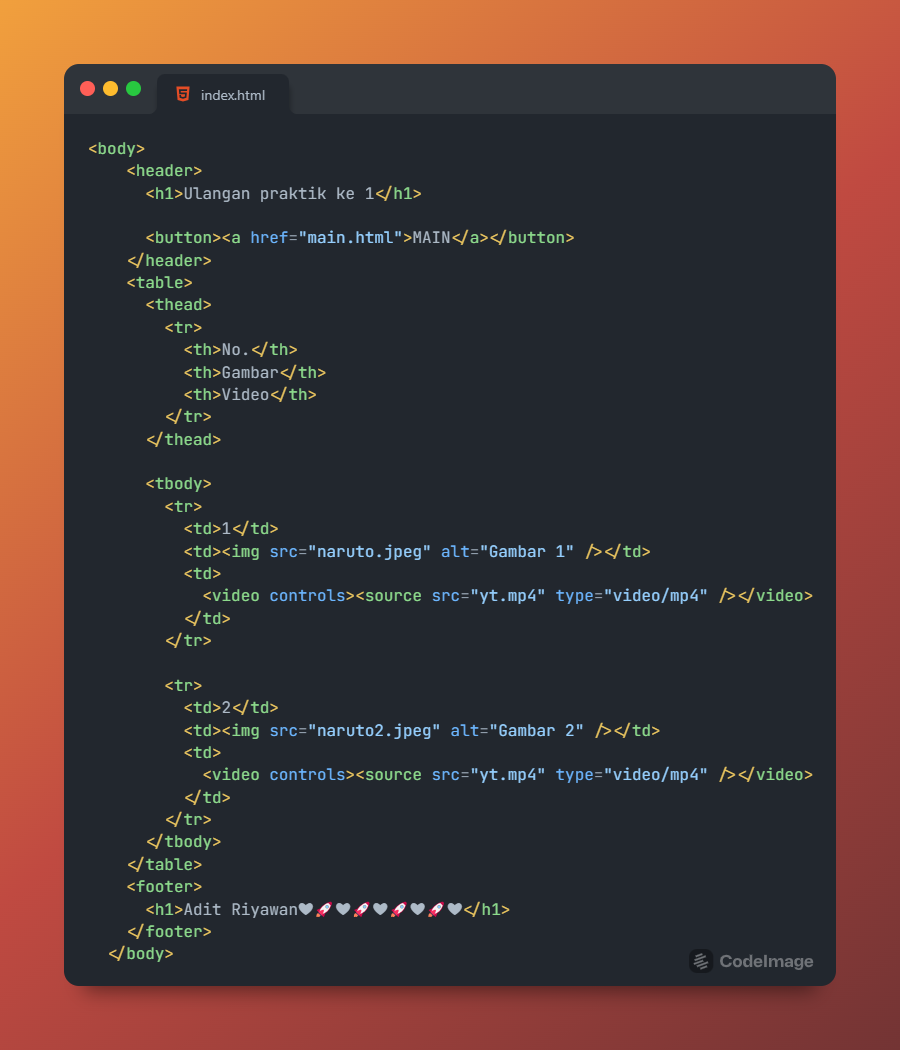 index.html
<body>
    <header>
      <h1>Ulangan praktik ke 1</h1>

      <button><a href="main.html">MAIN</a></button>
    </header>
    <table>
      <thead>
        <tr>
          <th>No.</th>
          <th>Gambar</th>
          <th>Video</th>
        </tr>
      </thead>

      <tbody>
        <tr>
          <td>1</td>
          <td><img src="naruto.jpeg" alt="Gambar 1" /></td>
          <td>
            <video controls><source src="yt.mp4" type="video/mp4" /></video>
          </td>
        </tr>

        <tr>
          <td>2</td>
          <td><img src="naruto2.jpeg" alt="Gambar 2" /></td>
          <td>
            <video controls><source src="yt.mp4" type="video/mp4" /></video>
          </td>
        </tr>
      </tbody>
    </table>
    <footer>
      <h1>Adit Riyawan🖤🚀🖤🚀🖤🚀🖤🚀🖤</h1>
    </footer>
  </body>
CodeImage